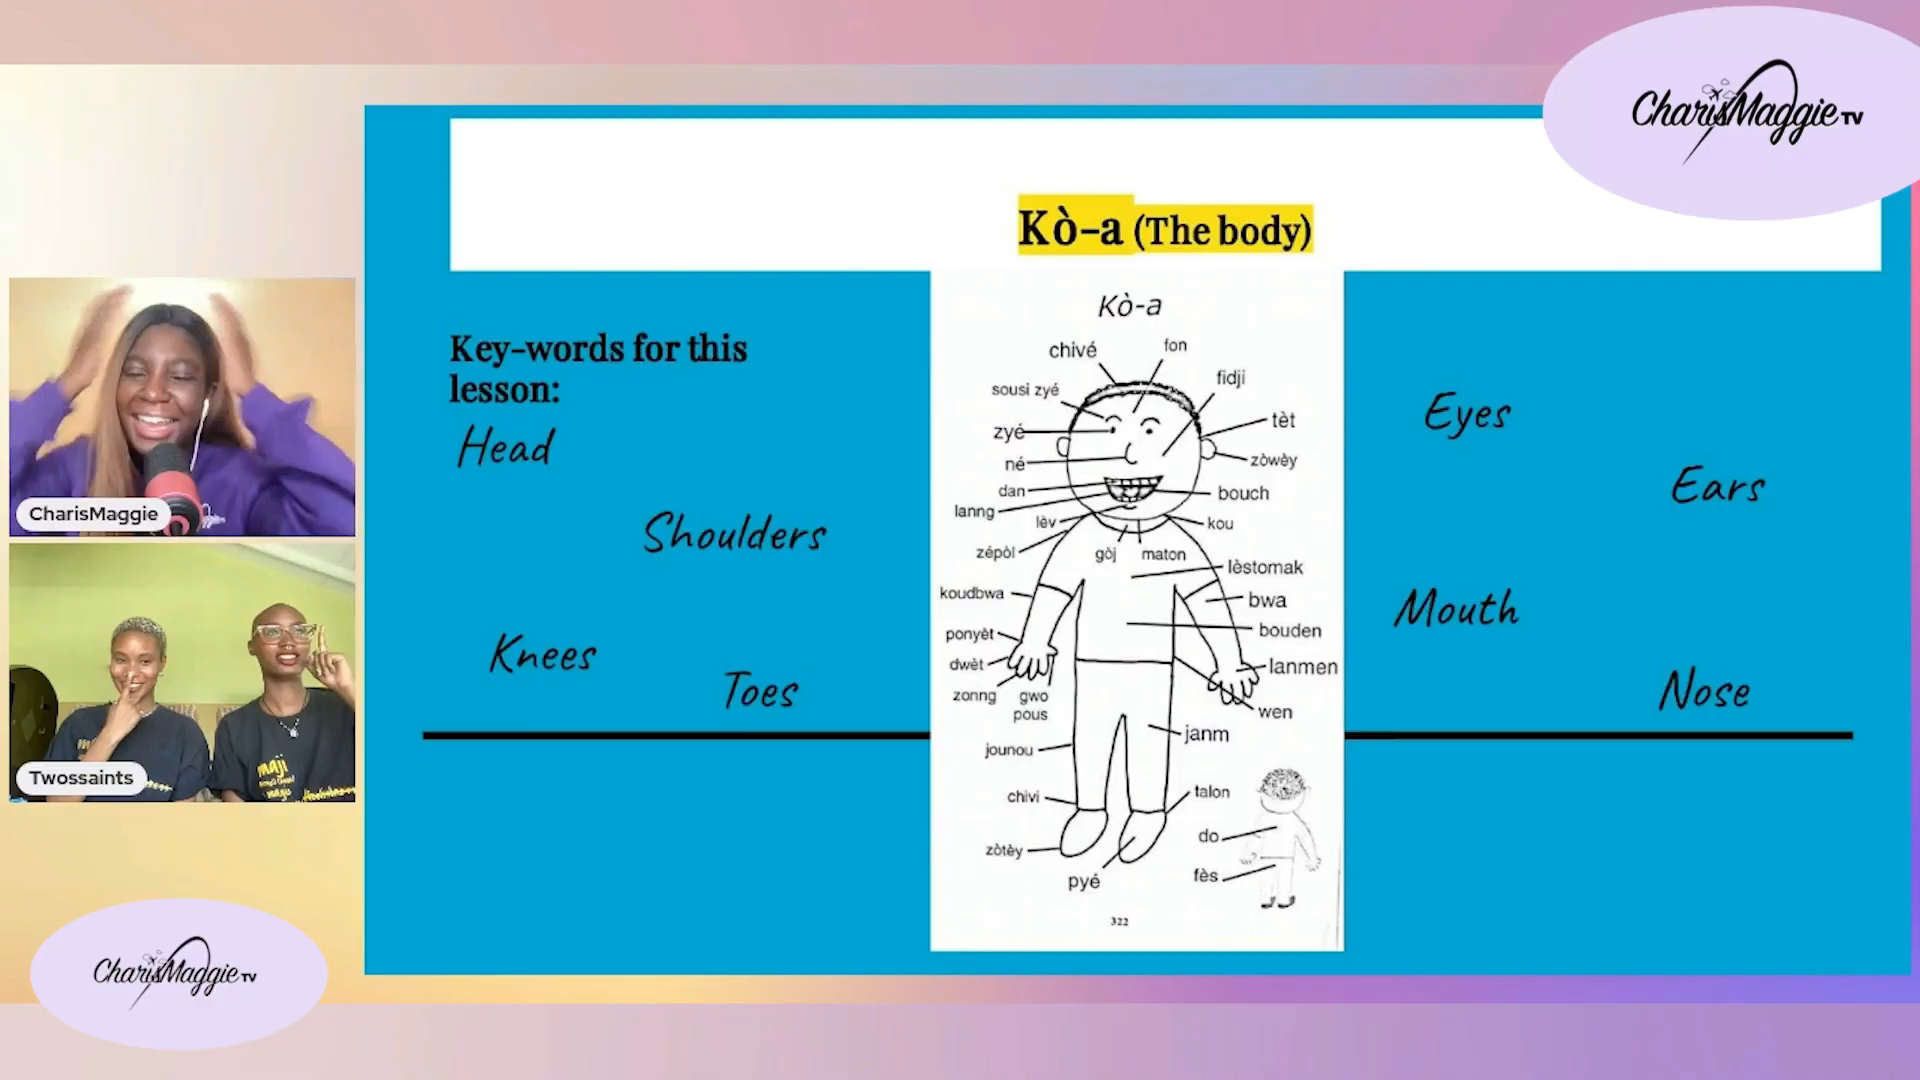 CharisMaggie TV
Kò-a (The body)
Key-words for this
lesson:
Head
Shoulders
Knees
Toes
Kò-a
chivé
fon
sousi zyé
fidji
zyé
tèt
né
zòwèy
dan
bouch
lanng
lèv
kou
zépòl
gòj
maton
lèstomak
koudbwa
bwa
ponyèt
bouden
dwèt
lanmen
zonng
gwo
pous
wen
jounou
janm
chivi
talon
zòtèy
do
pyé
fès
322
Eyes
Ears
Mouth
Nose
CharisMaggie
Twossaints
maji
CharisMaggie TV